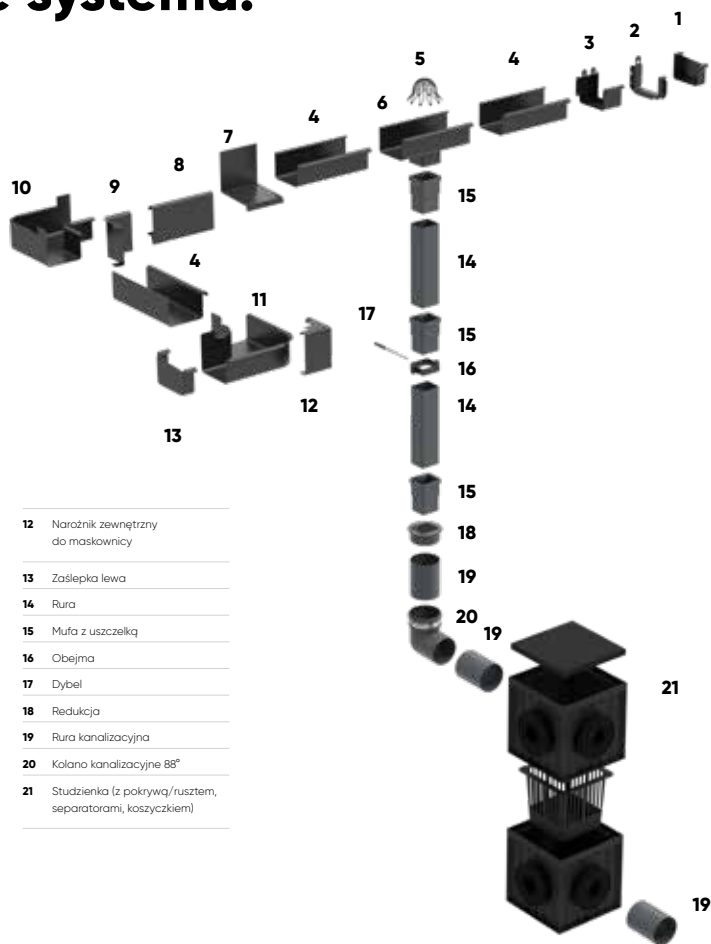 systemu.
1
2
3
4
5
6
4
7
8
9
10
15
14
4
11
17
15
16
12
14
13
15
18
19
20
19
21
19
12 Narożnik zewnętrzny
do maskownicy
13 Zaślepka lewa
14 Rura
15 Mufa z uszczelką
16 Obejma
17 Dybel
18 Redukcja
19 Rura kanalizacyjna
20 Kolano kanalizacyjne 88°
21 Studzienka (z pokrywą/rusztem,
separatorami, koszyczkiem)